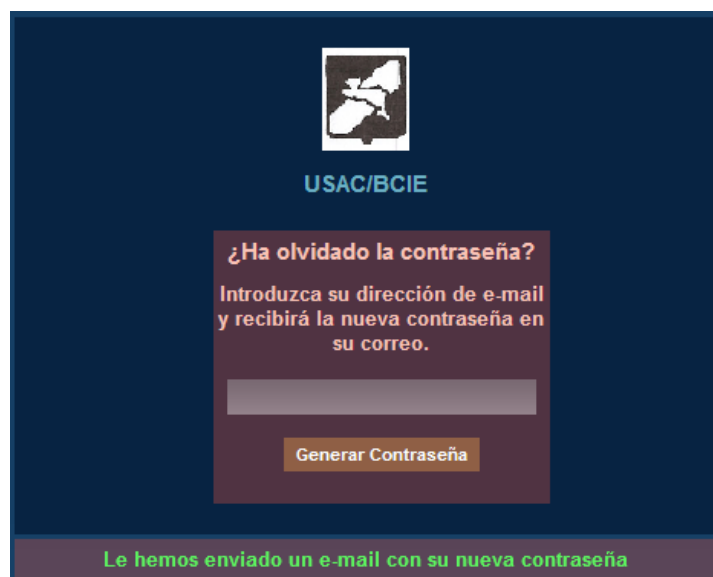 USAC/BCIE
¿Ha olvidado la contraseña?
Introduzca su dirección de e-mail
y recibirá la nueva contraseña en
su correo.
Generar Contraseña
Le hemos enviado un e-mail con su nueva contraseña